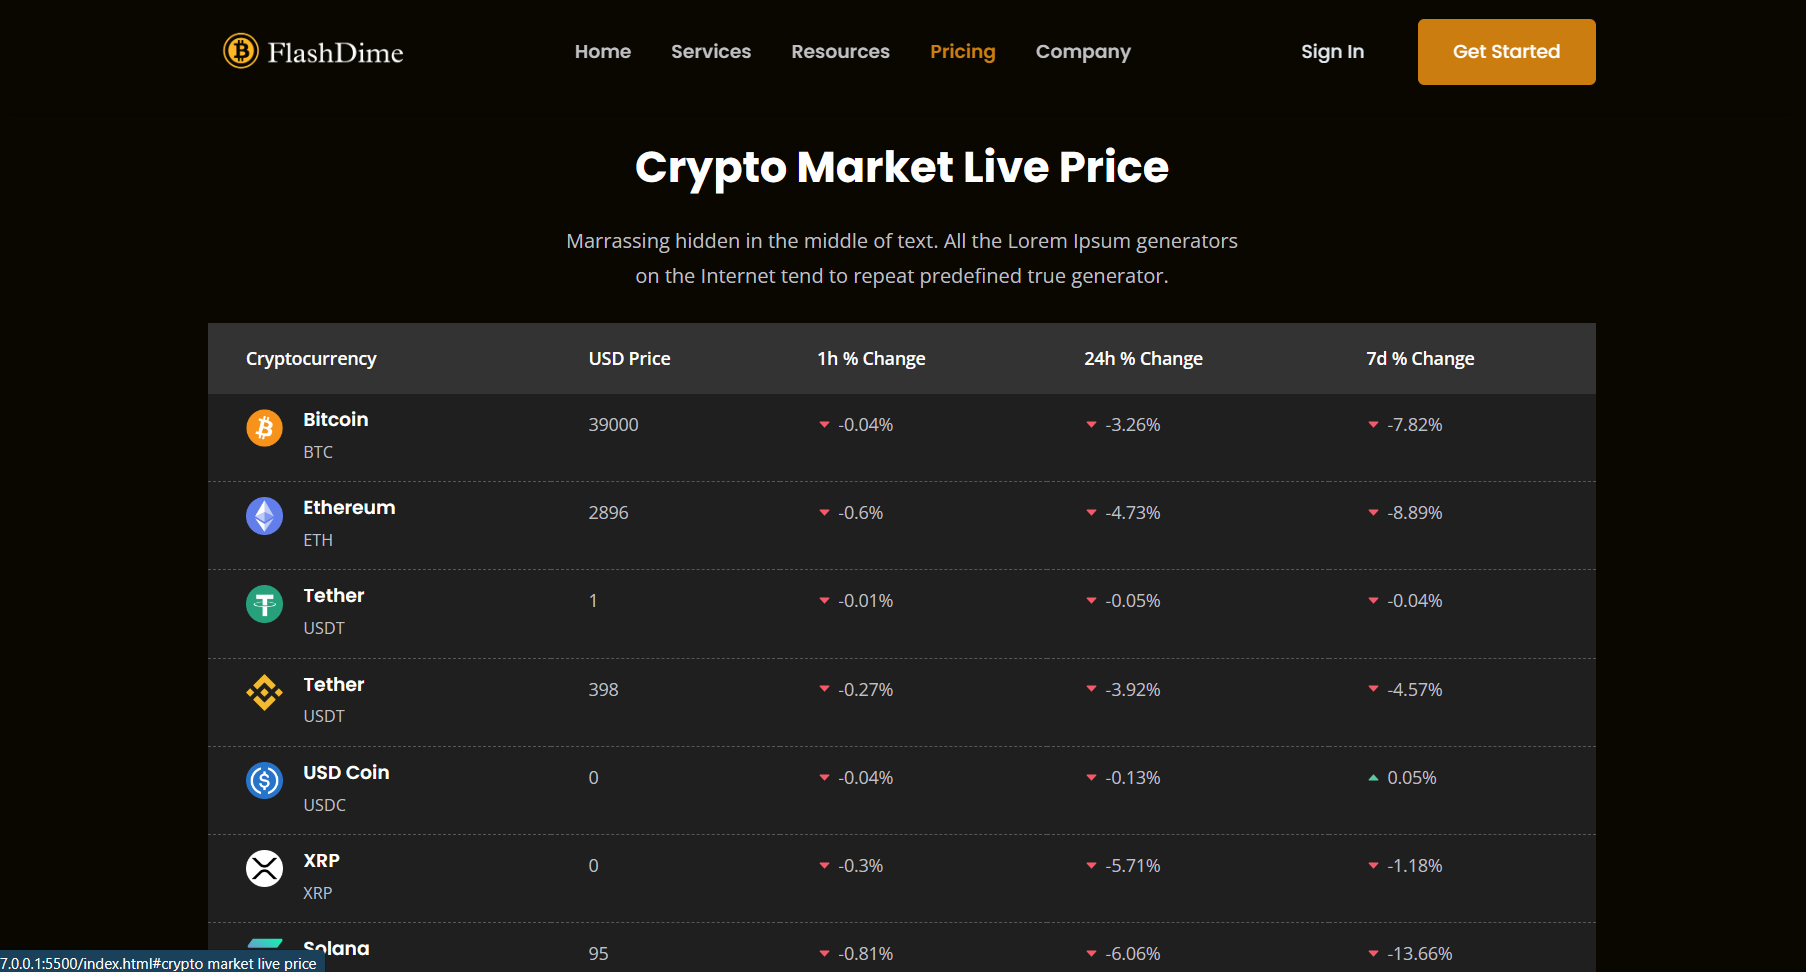 FlashDime Home Services Resources Pricing Company Sign In Get Started
Crypto Market Live Price
Marrassing hidden in the middle of text. All the Lorem Ipsum generators
on the Internet tend to repeat predefined true generator.
Cryptocurrency USD Price 1h % Change 24h % Change 7d % Change
Bitcoin 39000 -0.04% -3.26% -7.82%
BTC
Ethereum 2896 -0.6% -4.73% -8.89%
ETH
Tether 1 -0.01% -0.05% -0.04%
USDT
Tether 398 -0.27% -3.92% -4.57%
USDT
USD Coin 0 -0.04% -0.13% 0.05%
USDC
XRP 0 -0.3% -5.71% -1.18%
XRP
Solana 95 -0.81% -6.06% -13.66%
7.0.0.1:5500/index.html#crypto market live price